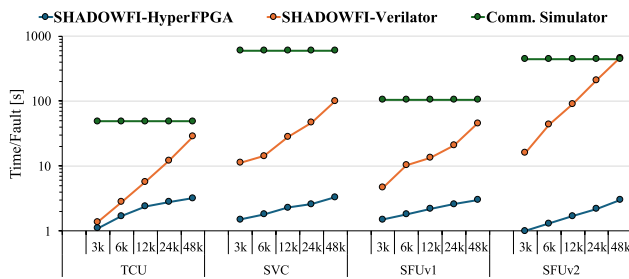 SHADOWFI-HyperFPGA SHADOWFI-Verilator Comm. Simulator
Time/Fault [s]
1000
100
10
1
3k 6k 12k 24k 48k 3k 6k 12k 24k 48k 3k 6k 12k 24k 48k 3k 6k 12k 24k 48k
TCU SVC SFUv1 SFUv2